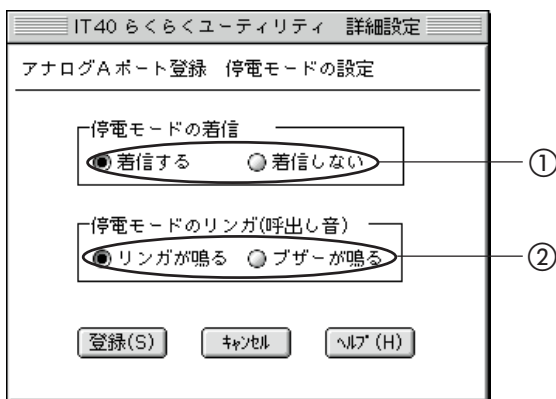 IT40 らくらくユーティリティ 詳細設定
アナログAポート登録 停電モードの設定
停電モードの着信
着信する 着信しない ①
停電モードのリンガ(呼出し音)
リンガが鳴る ブザーが鳴る ②
登録(S) キャンセル ヘルプ(H)